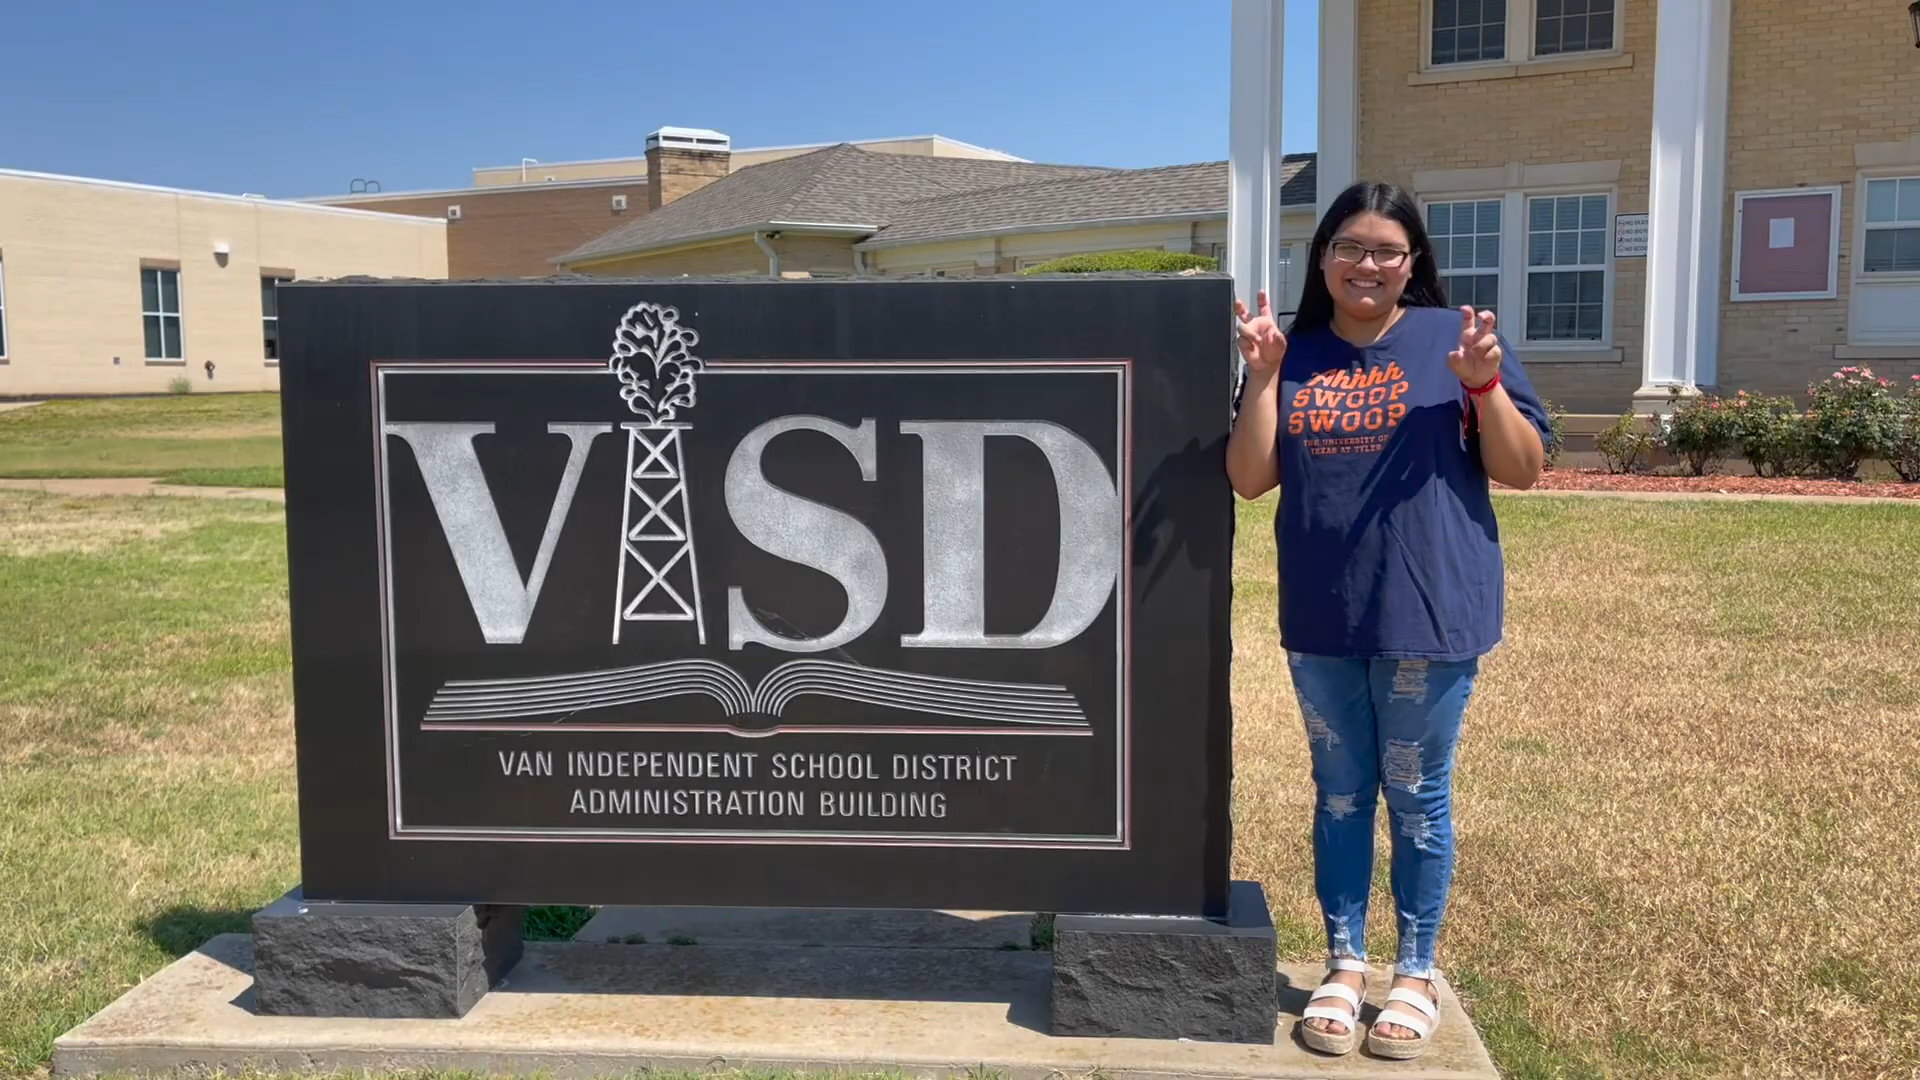 VISD
VAN INDEPENDENT SCHOOL DISTRICT
ADMINISTRATION BUILDING
Ahhhh
SWOOP
SWOOP
THE UNIVERSITY OF
TEXAS AT TYLER